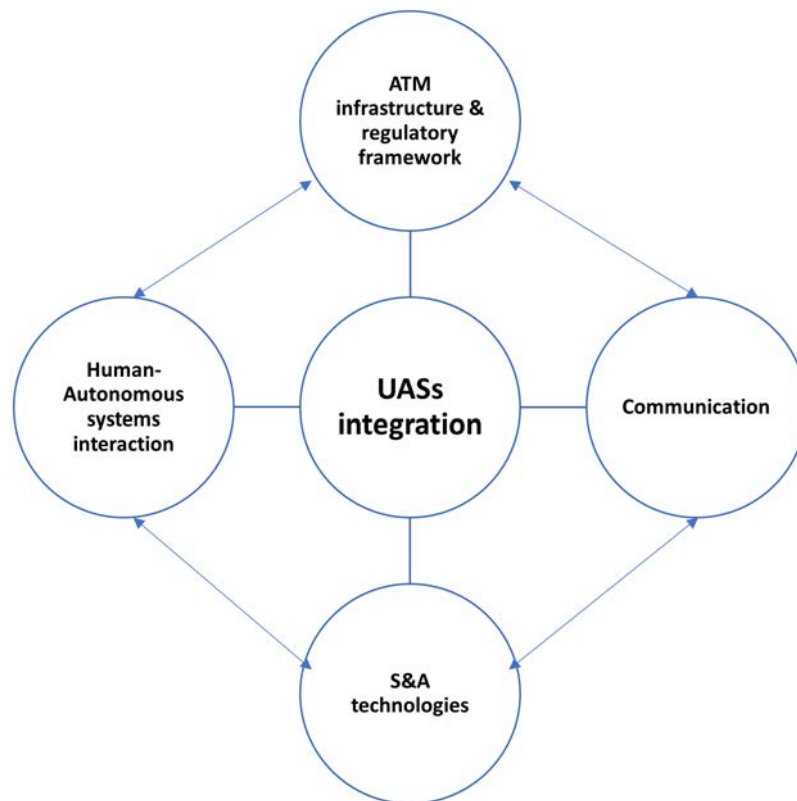 ATM
infrastructure &
regulatory
framework
Human-
Autonomous
systems
interaction
UASs
integration
Communication
S&A
technologies